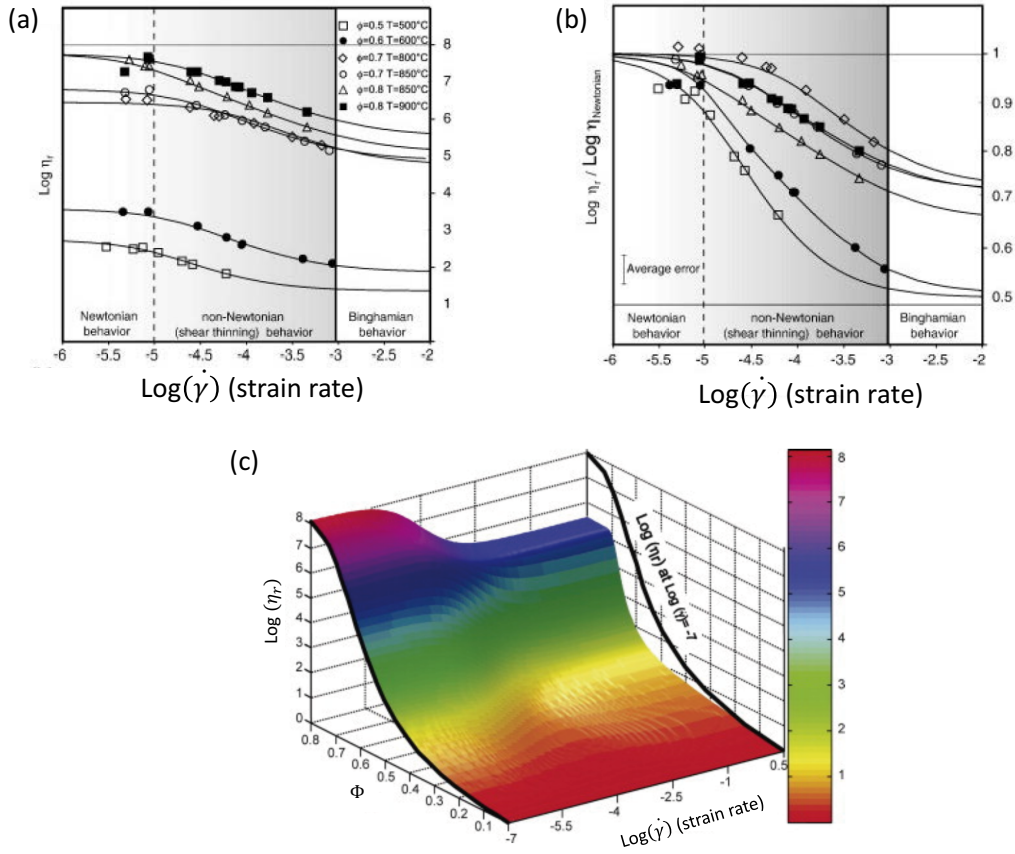 (a)
8
7
6
5
4
3
2
1
Log ηr
ϕ=0.5 T=500°C
ϕ=0.6 T=600°C
ϕ=0.7 T=800°C
ϕ=0.7 T=850°C
ϕ=0.8 T=850°C
ϕ=0.8 T=900°C
Newtonian
behavior
non-Newtonian
(shear thinning) behavior
Binghamian
behavior
-6 -5.5 -5 -4.5 -4 -3.5 -3 -2.5 -2
Log(γ̇) (strain rate)
(b)
1
0.9
0.8
0.7
0.6
0.5
Log ηr / Log ηNewtonian
Average error
Newtonian
behavior
non-Newtonian
(shear thinning) behavior
Binghamian
behavior
-6 -5.5 -5 -4.5 -4 -3.5 -3 -2.5 -2
Log(γ̇) (strain rate)
(c)
Log (ηr)
8
7
6
5
4
3
2
1
0
0.8
0.7
0.6
0.5
0.4
0.3
0.2
0.1
Φ
-7
-5.5
-4
-2.5
-1
0.5
Log(γ̇) (strain rate)
Log (ηr) at Log (γ̇)= -7
8
7
6
5
4
3
2
1